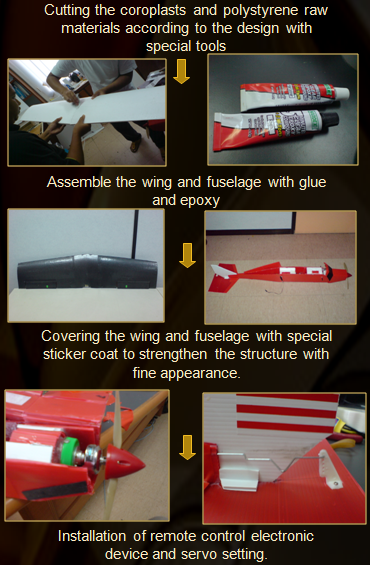 Cutting the coroplasts and polystyrene raw
materials according to the design with
special tools
Assemble the wing and fuselage with glue
and epoxy
Covering the wing and fuselage with special
sticker coat to strengthen the structure with
fine appearance.
Installation of remote control electronic
device and servo setting.